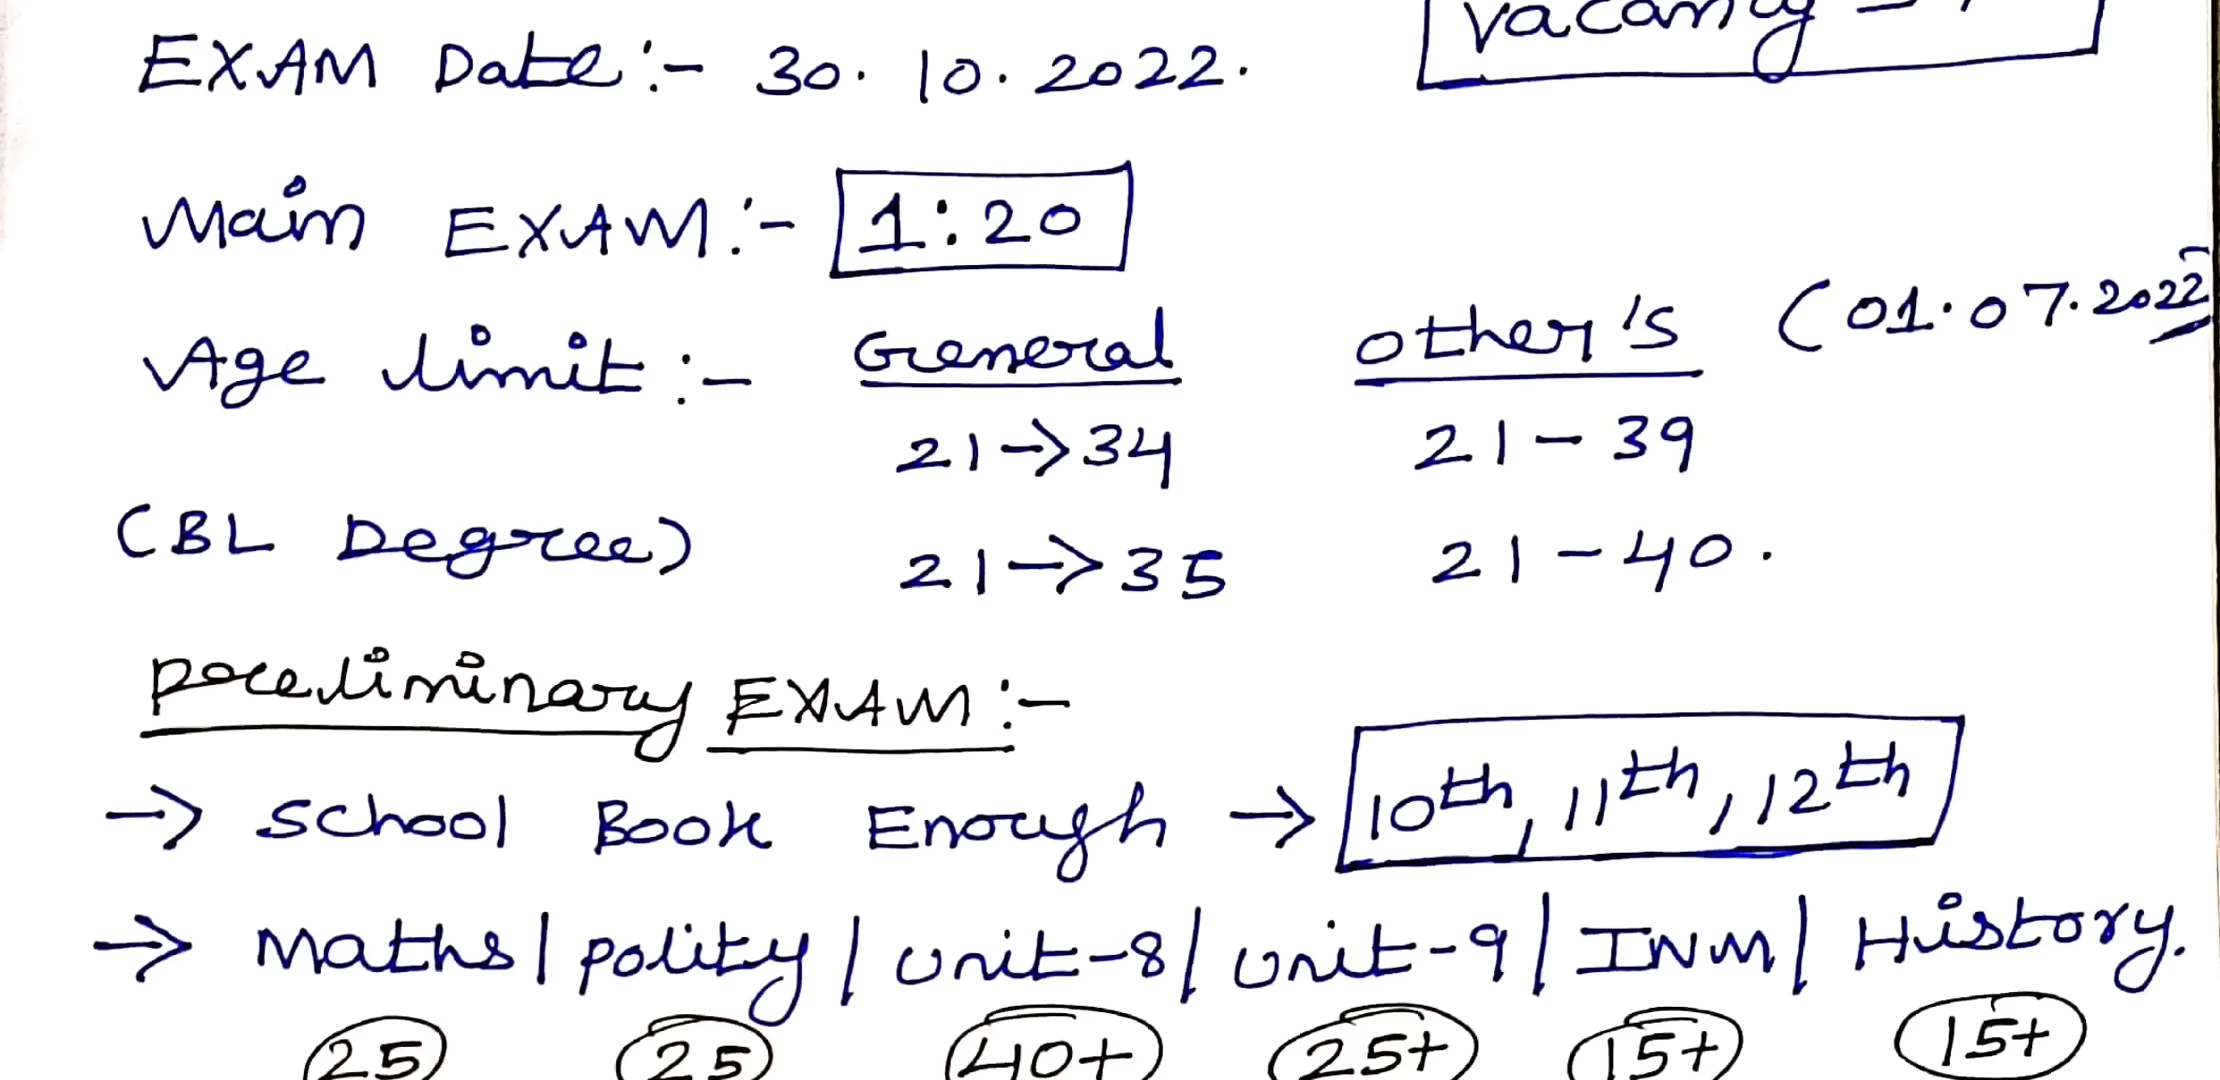 Vacancy -
EXAM Date :- 30.10.2022.
Main EXAM :- 1:20
Age limit :- General Other's (01.07.2022
21→34 21-39
(BL Degree) 21→35 21-40.
Preliminary EXAM :-
→ School Book Enough → 10th, 11th, 12th
→ Maths | polity | Unit-8 | Unit-9 | INM | History.
25 25 40+ 25+ 15+ 15+